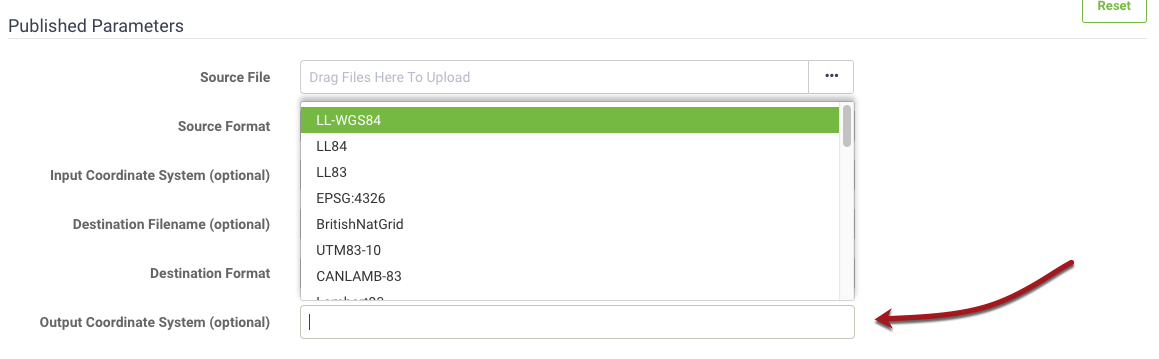 Reset
Published Parameters
Source File Drag Files Here To Upload •••
LL-WGS84
Source Format
LL84
LL83
Input Coordinate System (optional)
EPSG:4326
Destination Filename (optional) BritishNatGrid
UTM83-10
Destination Format CANLAMB-83
Output Coordinate System (optional)